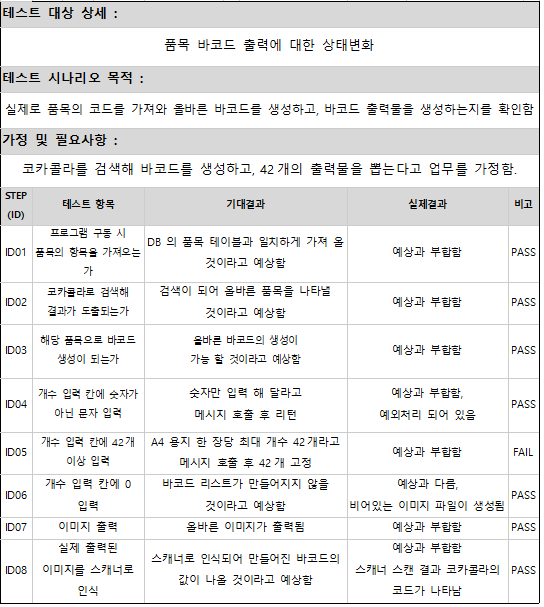 테스트 대상 상세 :
품목 바코드 출력에 대한 상태변화
테스트 시나리오 목적 :
실제로 품목의 코드를 가져와 올바른 바코드를 생성하고, 바코드 출력물을 생성하는지를 확인함
가정 및 필요사항 :
코카콜라를 검색해 바코드를 생성하고, 42개의 출력물을 뽑는다고 업무를 가정함.
STEP
(ID)
테스트 항목
기대결과
실제결과
비고
ID01
프로그램 구동 시
품목의 항목을 가져오는
가
DB 의 품목 테이블과 일치하게 가져 올
것이라고 예상함
예상과 부합함
PASS
ID02
코카콜라로 검색해
결과가 도출되는가
검색이 되어 올바른 품목을 나타낼
것이라고 예상함
예상과 부합함
PASS
ID03
해당 품목으로 바코드
생성이 되는가
올바른 바코드의 생성이
가능 할 것이라고 예상함
예상과 부합함
PASS
ID04
개수 입력 칸에 숫자가
아닌 문자 입력
숫자만 입력 해 달라고
메시지 호출 후 리턴
예상과 부합함,
예외처리 되어 있음
PASS
ID05
개수 입력 칸에 42개
이상 입력
A4 용지 한 장당 최대 개수 42개라고
메시지 호출 후 42개 고정
예상과 부합함
FAIL
ID06
개수 입력 칸에 0
입력
바코드 리스트가 만들어지지 않을
것이라고 예상함
예상과 다름,
비어있는 이미지 파일이 생성됨
PASS
ID07
이미지 출력
올바른 이미지가 출력됨
예상과 부합함
PASS
ID08
실제 출력된
이미지를 스캐너로
인식
스캐너로 인식되어 만들어진 바코드의
값이 나올 것이라고 예상함
예상과 부합함
스캐너 스캔 결과 코카콜라의
코드가 나타남
PASS